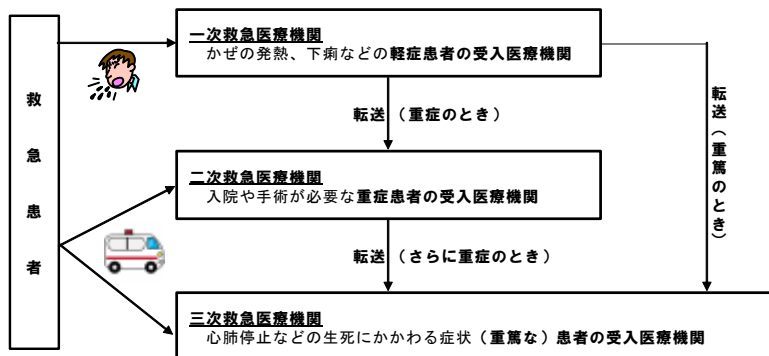 救急患者
一次救急医療機関
かぜの発熱、下痢などの軽症患者の受入医療機関
転送（重症のとき）
転送（重篤のとき）
二次救急医療機関
入院や手術が必要な重症患者の受入医療機関
転送（さらに重症のとき）
三次救急医療機関
心肺停止などの生死にかかわる症状（重篤な）患者の受入医療機関